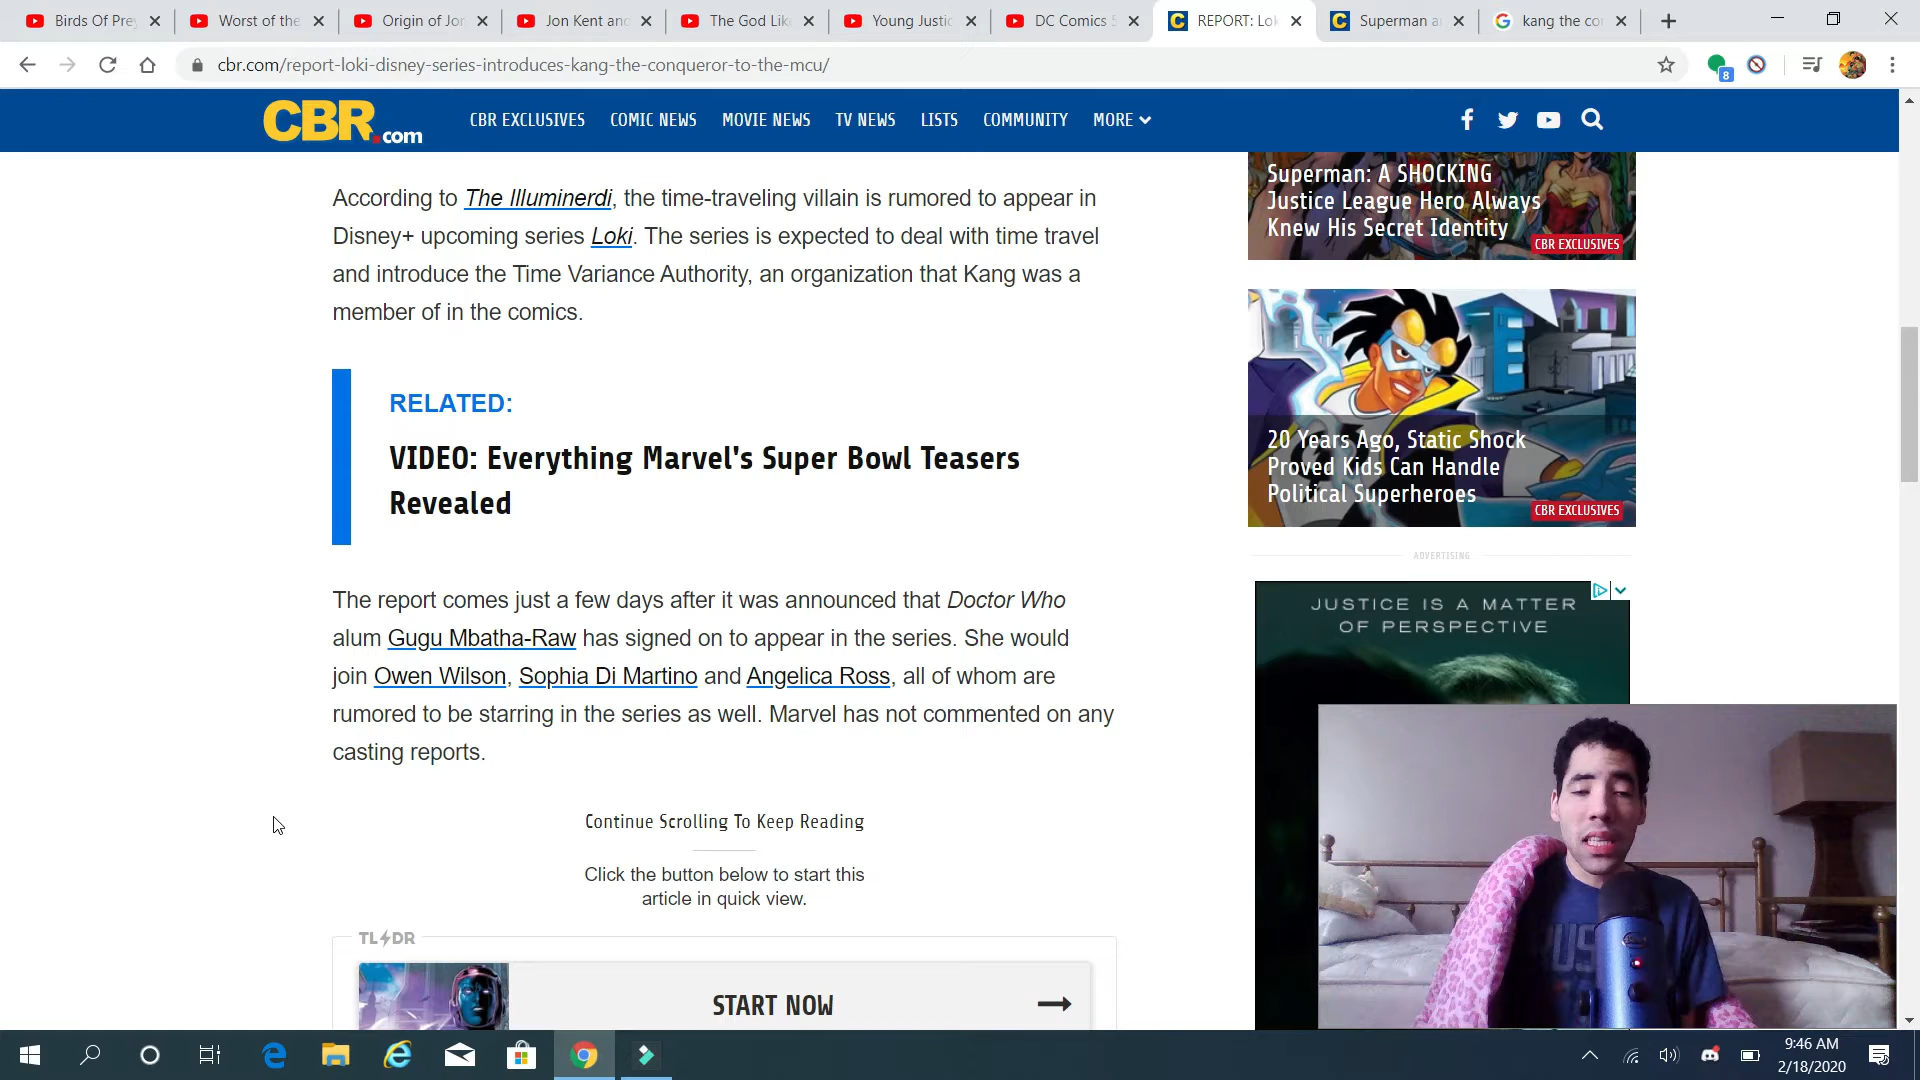 Birds Of Prey
Worst of the
Origin of Jon
Jon Kent and
The God Like
Young Justic
DC Comics 5
REPORT: Lok
Superman a
kang the co
cbr.com/report-loki-disney-series-introduces-kang-the-conqueror-to-the-mcu/
8
CBR.com
CBR EXCLUSIVES
COMIC NEWS
MOVIE NEWS
TV NEWS
LISTS
COMMUNITY
MORE
According to The Illuminerdi, the time-traveling villain is rumored to appear in
Disney+ upcoming series Loki. The series is expected to deal with time travel
and introduce the Time Variance Authority, an organization that Kang was a
member of in the comics.
RELATED:
VIDEO: Everything Marvel's Super Bowl Teasers
Revealed
The report comes just a few days after it was announced that Doctor Who
alum Gugu Mbatha-Raw has signed on to appear in the series. She would
join Owen Wilson, Sophia Di Martino and Angelica Ross, all of whom are
rumored to be starring in the series as well. Marvel has not commented on any
casting reports.
Continue Scrolling To Keep Reading
Click the button below to start this
article in quick view.
TL DR
START NOW
Superman: A SHOCKING
Justice League Hero Always
Knew His Secret Identity
CBR EXCLUSIVES
20 Years Ago, Static Shock
Proved Kids Can Handle
Political Superheroes
CBR EXCLUSIVES
ADVERTISING
JUSTICE IS A MATTER
OF PERSPECTIVE
US
9:46 AM
2/18/2020